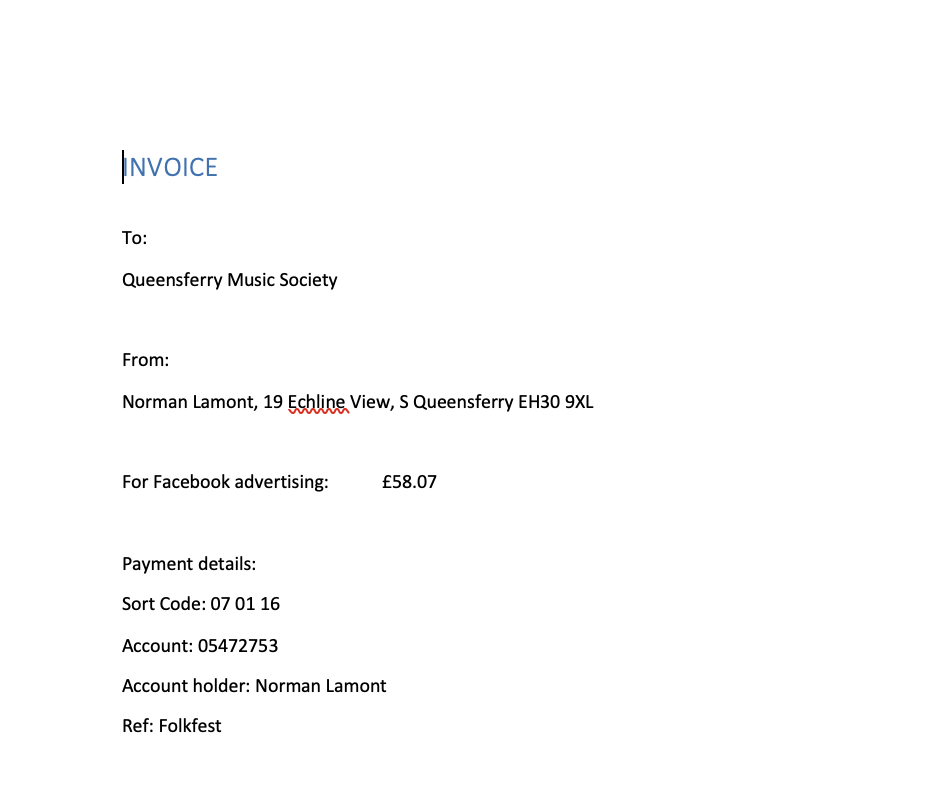 INVOICE
To:
Queensferry Music Society
From:
Norman Lamont, 19 Echline View, S Queensferry EH30 9XL
For Facebook advertising: £58.07
Payment details:
Sort Code: 07 01 16
Account: 05472753
Account holder: Norman Lamont
Ref: Folkfest